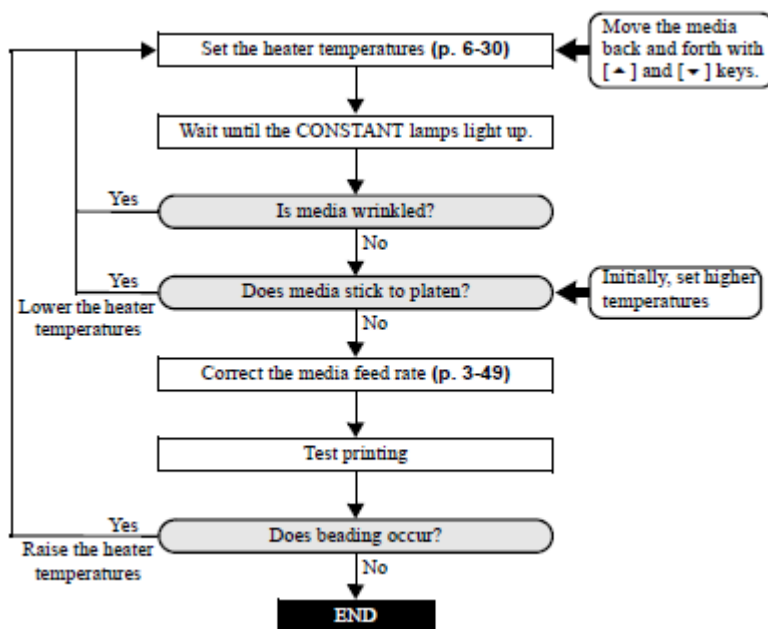 Set the heater temperatures (p. 6-30)
Move the media
back and forth with
[▲] and [▼] keys.
Wait until the CONSTANT lamps light up.
Yes
Is media wrinkled?
No
Yes
Does media stick to platen?
Initially, set higher
temperatures
Lower the heater
temperatures
No
Correct the media feed rate (p. 3-49)
Test printing
Yes
Does beading occur?
Raise the heater
temperatures
No
END